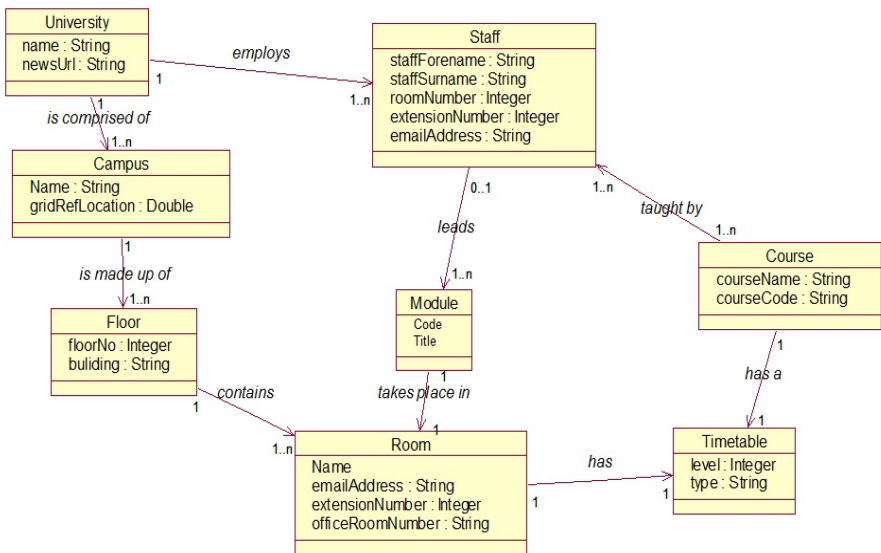 University
name : String
newsUrl : String
1
employs
1..n
Staff
staffForename : String
staffSurname : String
roomNumber : Integer
extensionNumber : Integer
emailAddress : String
1
is comprised of
1..n
Campus
Name : String
gridRefLocation : Double
1
is made up of
1..n
Floor
floorNo : Integer
buliding : String
1
contains
1..n
0..1
leads
1..n
Module
Code
Title
1
takes place in
1
1..n
taught by
1..n
Course
courseName : String
courseCode : String
1
has a
1
Room
Name
emailAddress : String
extensionNumber : Integer
officeRoomNumber : String
1
has
1
Timetable
level : Integer
type : String